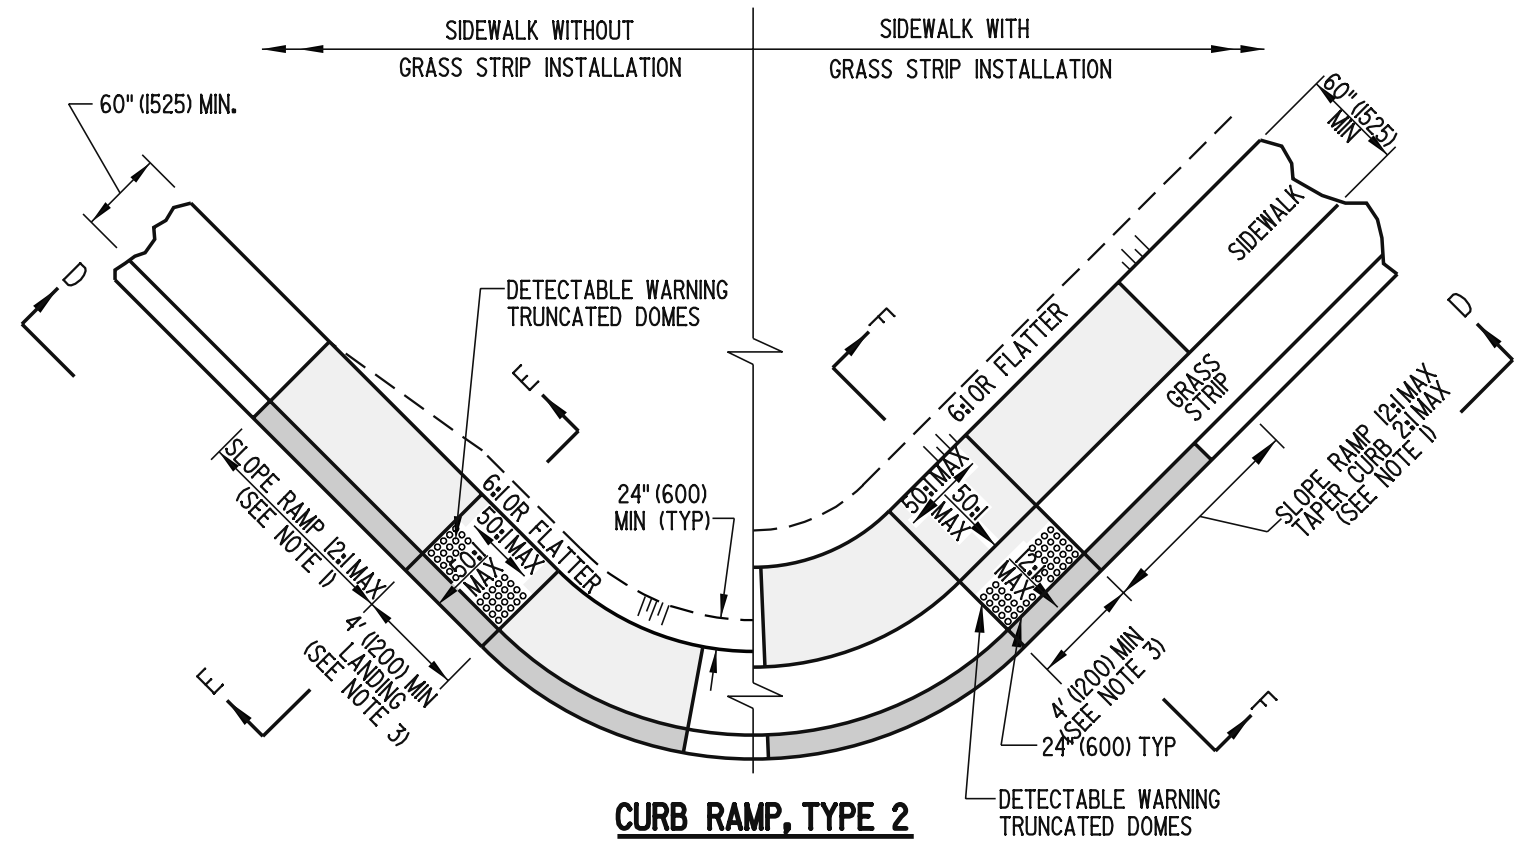 SIDEWALK WITHOUT
GRASS STRIP INSTALLATION
SIDEWALK WITH
GRASS STRIP INSTALLATION
60" (1525) MIN.
60" (1525)
MIN
D
SIDEWALK
DETECTABLE WARNING
TRUNCATED DOMES
E
F
6:1 OR FLATTER
D
GRASS
STRIP
SLOPE RAMP 12:1 MAX
TAPER CURB 2:1 MAX
(SEE NOTE 1)
SLOPE RAMP 12:1 MAX
(SEE NOTE 1)
6:1 OR FLATTER
50:1 MAX
50:1
MAX
24" (600)
MIN (TYP)
50:1 MAX
50:1
MAX
12:1
MAX
4' (1200) MIN
LANDING
(SEE NOTE 3)
E
4' (1200) MIN
(SEE NOTE 3)
F
24" (600) TYP
DETECTABLE WARNING
TRUNCATED DOMES
CURB RAMP, TYPE 2